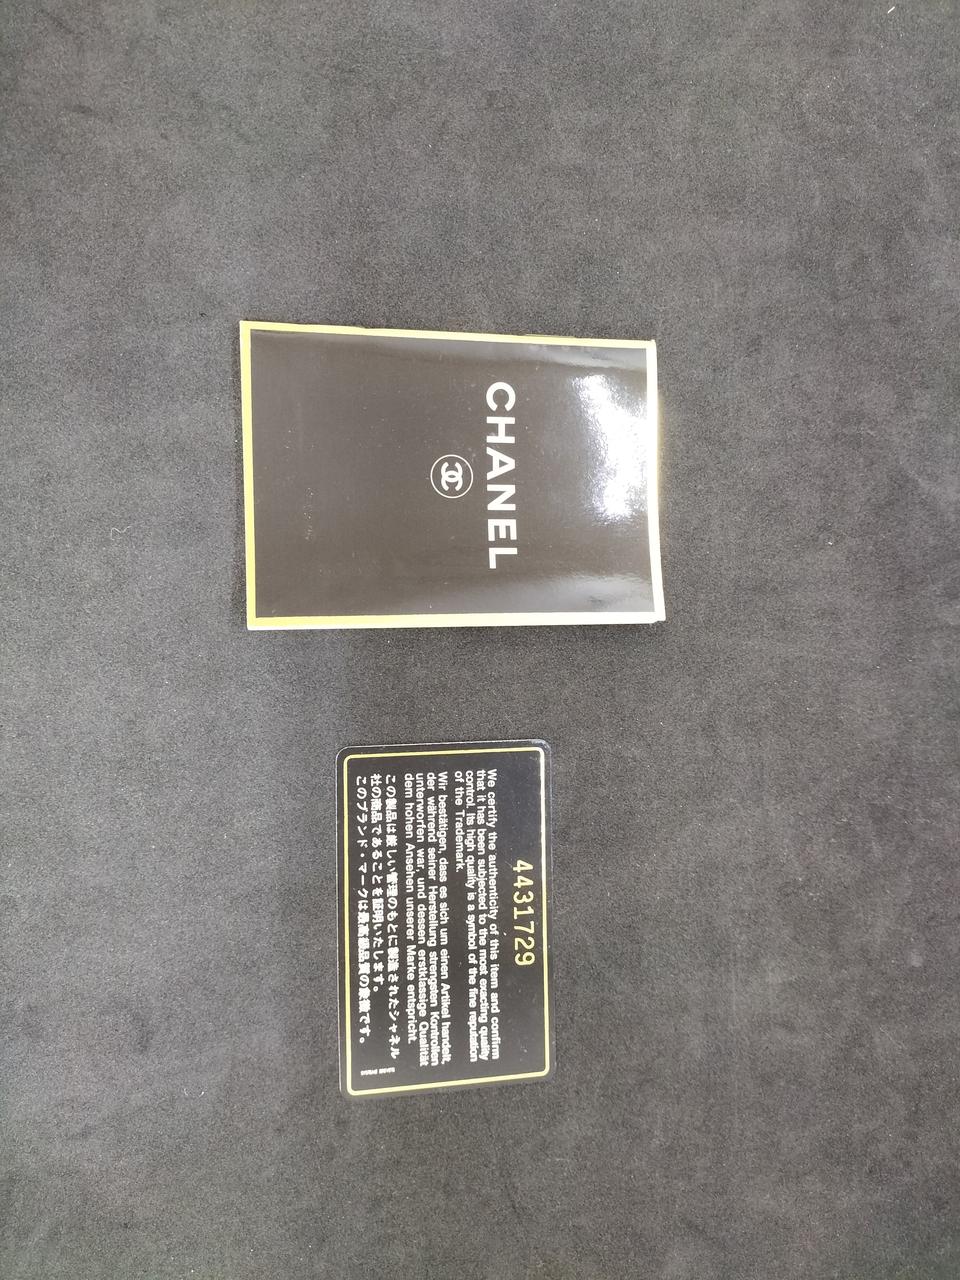 CHANEL
4431729
We certify the authenticity of this item and confirm
that it has been subjected to the most exacting quality
control. Its high quality is a symbol of the fine reputation
of the Trademark.
Wir bestätigen, dass es sich um einen Artikel handelt,
der während seiner Herstellung strengsten Kontrollen
unterworfen war, und dessen erstklassige Qualität
dem hohen Ansehen unserer Marke entspricht.
この製品は厳しい管理のもとに製造されたシャネル
社の商品であることを証明いたします。
このブランド・マークは最高級品質の象徴です。